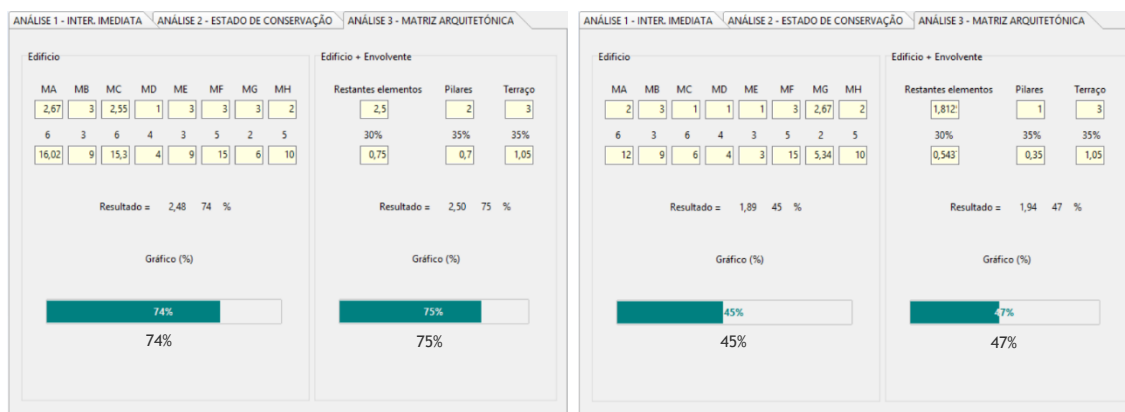 ANÁLISE 1 - INTER. IMEDIATA ANÁLISE 2 - ESTADO DE CONSERVAÇÃO ANÁLISE 3 - MATRIZ ARQUITETÓNICA
Edificio
MA MB MC MD ME MF MG MH
2,67 3 2,55 1 3 3 3 2
6 3 6 4 3 5 2 5
16,02 9 15,3 4 9 15 6 10
Resultado = 2,48 74 %
Gráfico (%)
74%
74%
Edificio + Envolvente
Restantes elementos Pilares Terraço
2,5 2 3
30% 35% 35%
0,75 0,7 1,05
Resultado = 2,50 75 %
Gráfico (%)
75%
75%
ANÁLISE 1 - INTER. IMEDIATA ANÁLISE 2 - ESTADO DE CONSERVAÇÃO ANÁLISE 3 - MATRIZ ARQUITETÓNICA
Edificio
MA MB MC MD ME MF MG MH
2 3 1 1 1 3 2,67 2
6 3 6 4 3 5 2 5
12 9 6 4 3 15 5,34 10
Resultado = 1,89 45 %
Gráfico (%)
45%
45%
Edificio + Envolvente
Restantes elementos Pilares Terraço
1,812 1 3
30% 35% 35%
0,543 0,35 1,05
Resultado = 1,94 47 %
Gráfico (%)
47%
47%